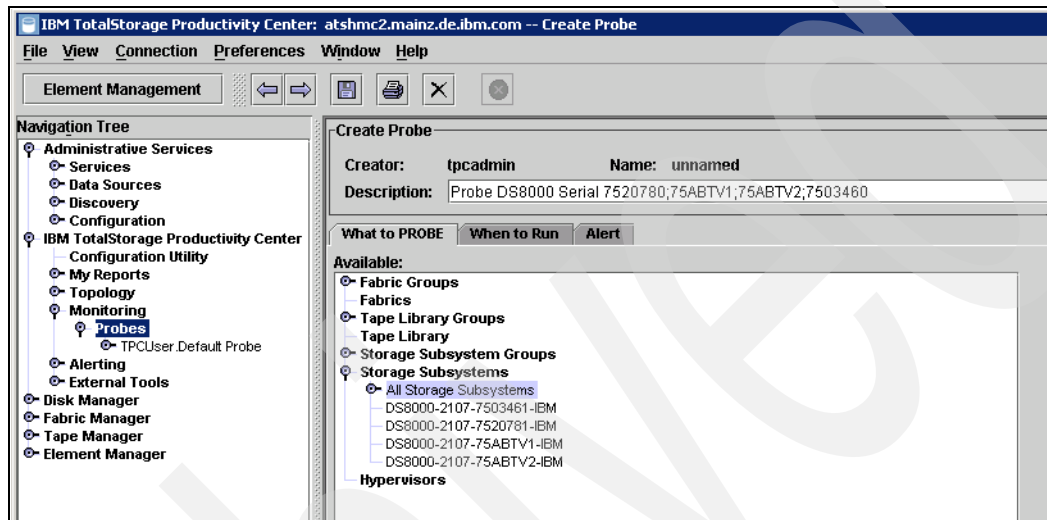 IBM TotalStorage Productivity Center: atshmc2.mainz.de.ibm.com -- Create Probe
File View Connection Preferences Window Help
Element Management
Navigation Tree
Administrative Services
Services
Data Sources
Discovery
Configuration
IBM TotalStorage Productivity Center
Configuration Utility
My Reports
Topology
Monitoring
Probes
TPCUser.Default Probe
Alerting
External Tools
Disk Manager
Fabric Manager
Tape Manager
Element Manager
Create Probe
Creator: tpcadmin Name: unnamed
Description: Probe DS8000 Serial 7520780;75ABTV1;75ABTV2;7503460
What to PROBE When to Run Alert
Available:
Fabric Groups
Fabrics
Tape Library Groups
Tape Library
Storage Subsystem Groups
Storage Subsystems
All Storage Subsystems
DS8000-2107-7503461-IBM
DS8000-2107-7520781-IBM
DS8000-2107-75ABTV1-IBM
DS8000-2107-75ABTV2-IBM
Hypervisors